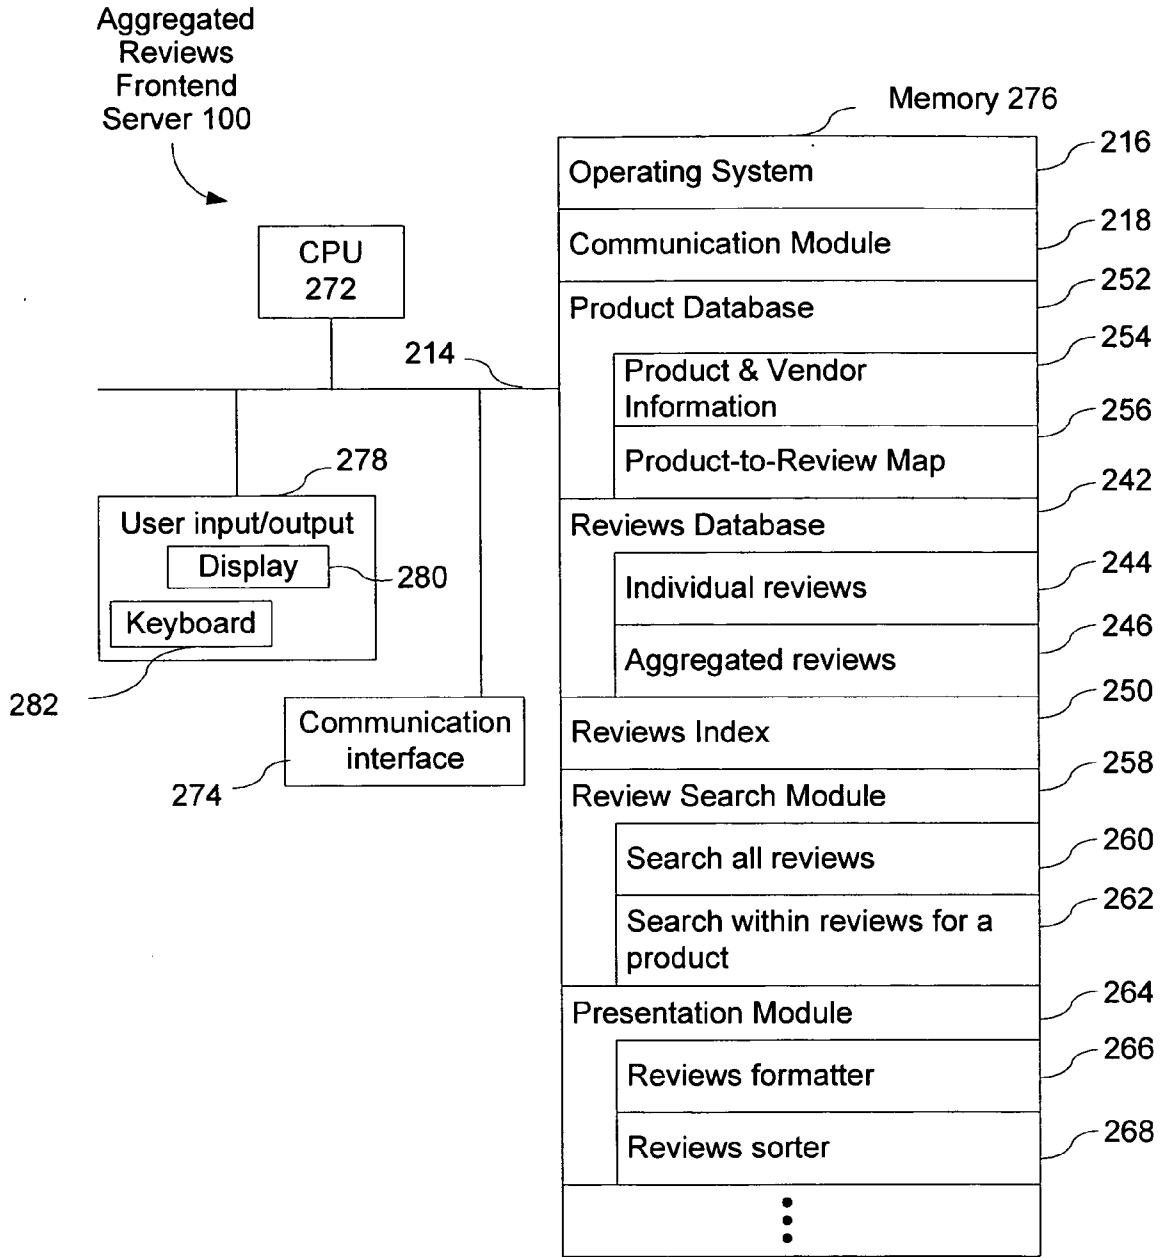 Aggregated
Reviews
Frontend
Server 100
Memory 276
Operating System
216
Communication Module
218
CPU
272
Product Database
252
214
Product & Vendor
Information
254
Product-to-Review Map
256
278
User input/output
Display
280
Keyboard
282
Reviews Database
242
Individual reviews
244
Aggregated reviews
246
Communication
interface
274
Reviews Index
250
Review Search Module
258
Search all reviews
260
Search within reviews for a
product
262
Presentation Module
264
Reviews formatter
266
Reviews sorter
268